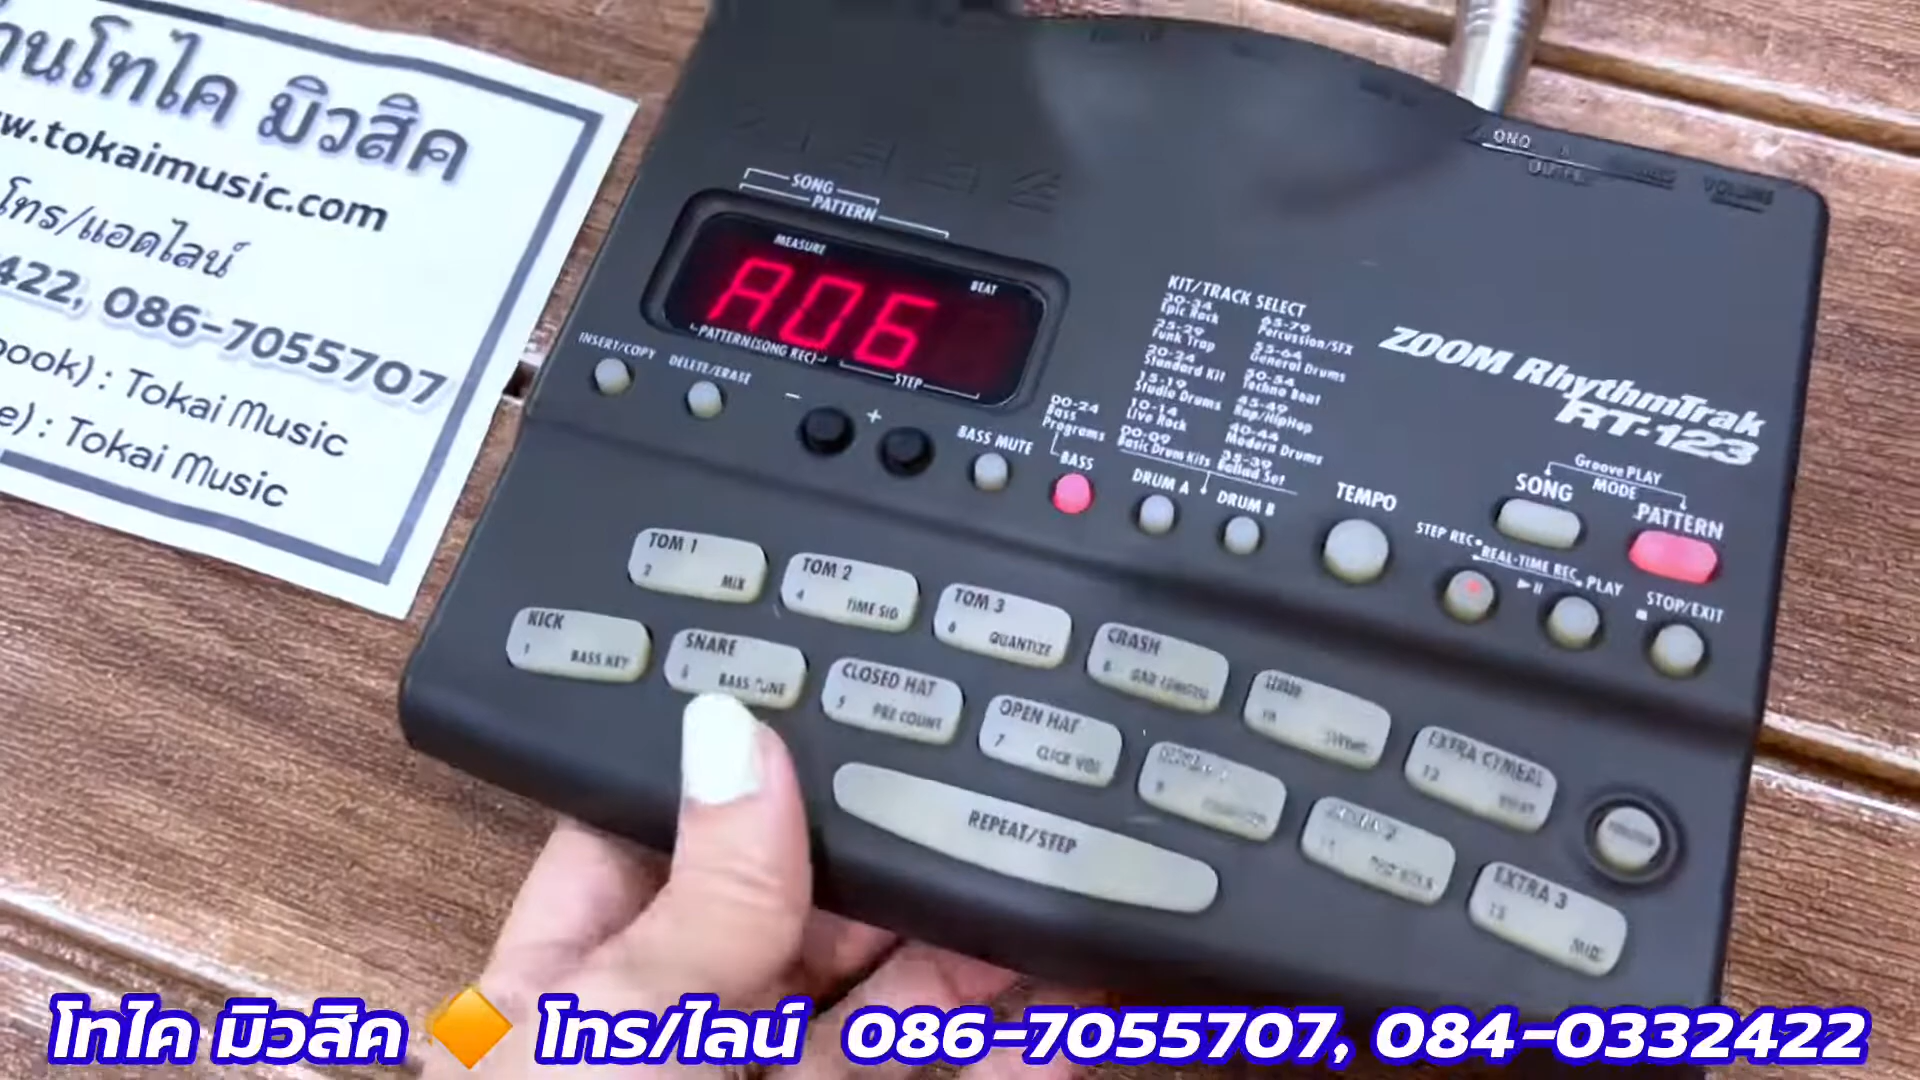 านโทไค มิวสิค
w.tokaimusic.com
โทร/แอดไลน์
422, 086-7055707
ook) : Tokai Music
e) : Tokai Music
SONG
PATTERN
MEASURE
BEAT
A06
PATTERN(SONG REC)
STEP
INSERT/COPY
DELETE/ERASE
- +
BASS MUTE
00-24
Bass
Programs
BASS
KIT/TRACK SELECT
30-34
Epic Rock
25-29
Funk Trap
20-24
Standard Kit
15-19
Studio Drums
10-14
Live Rock
00-09
Basic Drum Kits
65-79
Percussion/SFX
55-64
General Drums
50-54
Techno Beat
45-49
Rap/HipHop
40-44
Modern Drums
35-39
Ballad Set
DRUM A
DRUM B
ZOOM RhythmTrak
RT-123
TEMPO
Groove PLAY
SONG
MODE
PATTERN
STEP REC
REAL-TIME REC
PLAY
STOP/EXIT
VOLUME
TOM 1
2 MIX
TOM 2
4 TIME SIG
TOM 3
6 QUANTIZE
CRASH
8
KICK
1 BASS KEY
SNARE
BASS TUNE
CLOSED HAT
5 PRE COUNT
OPEN HAT
7 CLICK VOL
EXTRA CYMBAL
12
EXTRA 3
13 MIDI
REPEAT/STEP
โทไค มิวสิค 🔶 โทร/ไลน์ 086-7055707, 084-0332422